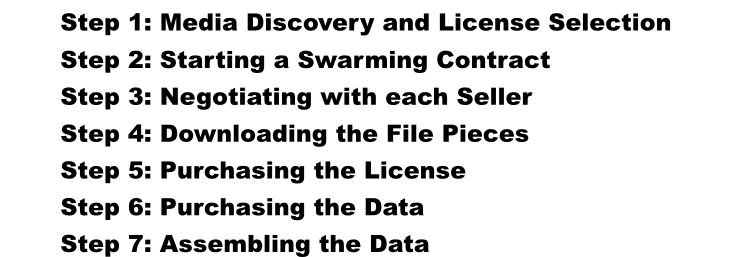 Step 1: Media Discovery and License Selection
Step 2: Starting a Swarming Contract
Step 3: Negotiating with each Seller
Step 4: Downloading the File Pieces
Step 5: Purchasing the License
Step 6: Purchasing the Data
Step 7: Assembling the Data